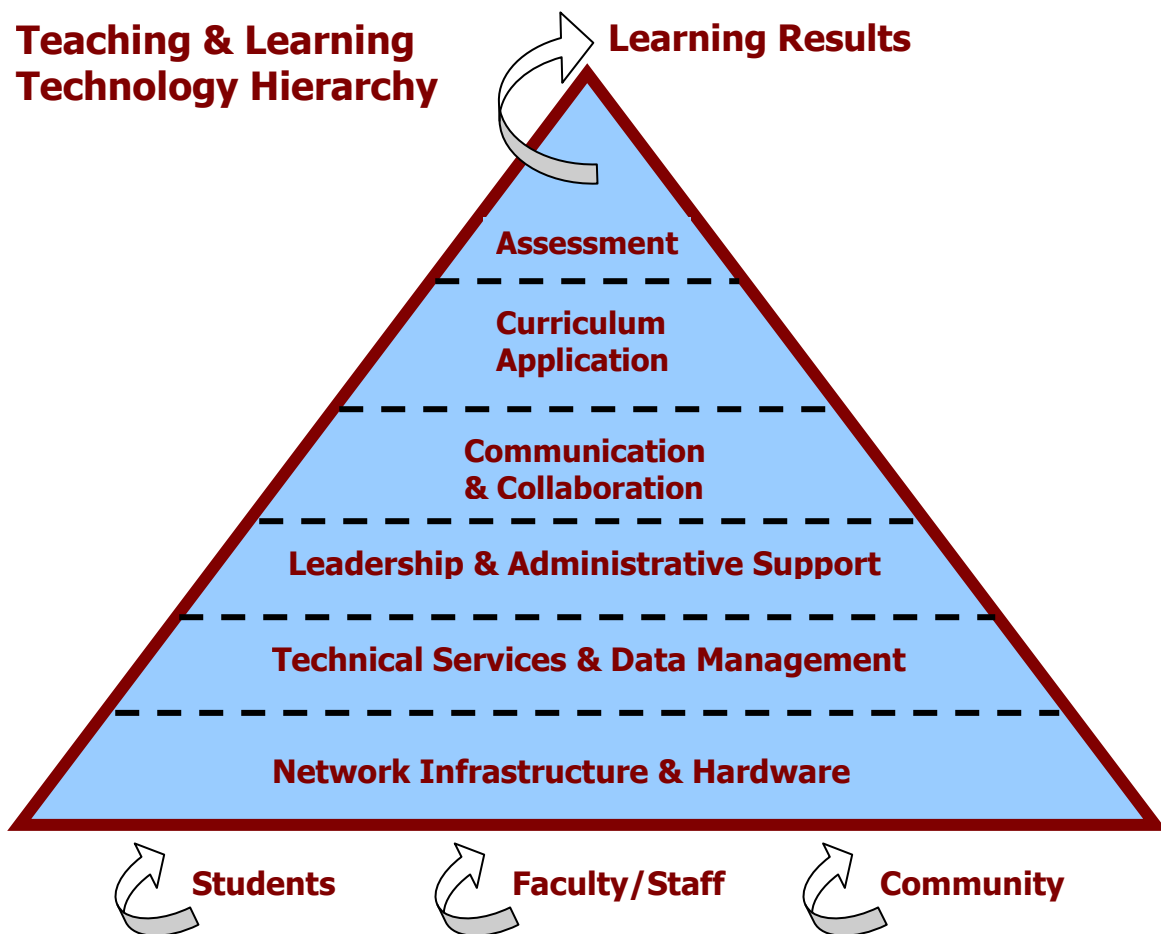 Teaching & Learning
Technology Hierarchy
Learning Results
Assessment
Curriculum
Application
Communication
& Collaboration
Leadership & Administrative Support
Technical Services & Data Management
Network Infrastructure & Hardware
Students
Faculty/Staff
Community